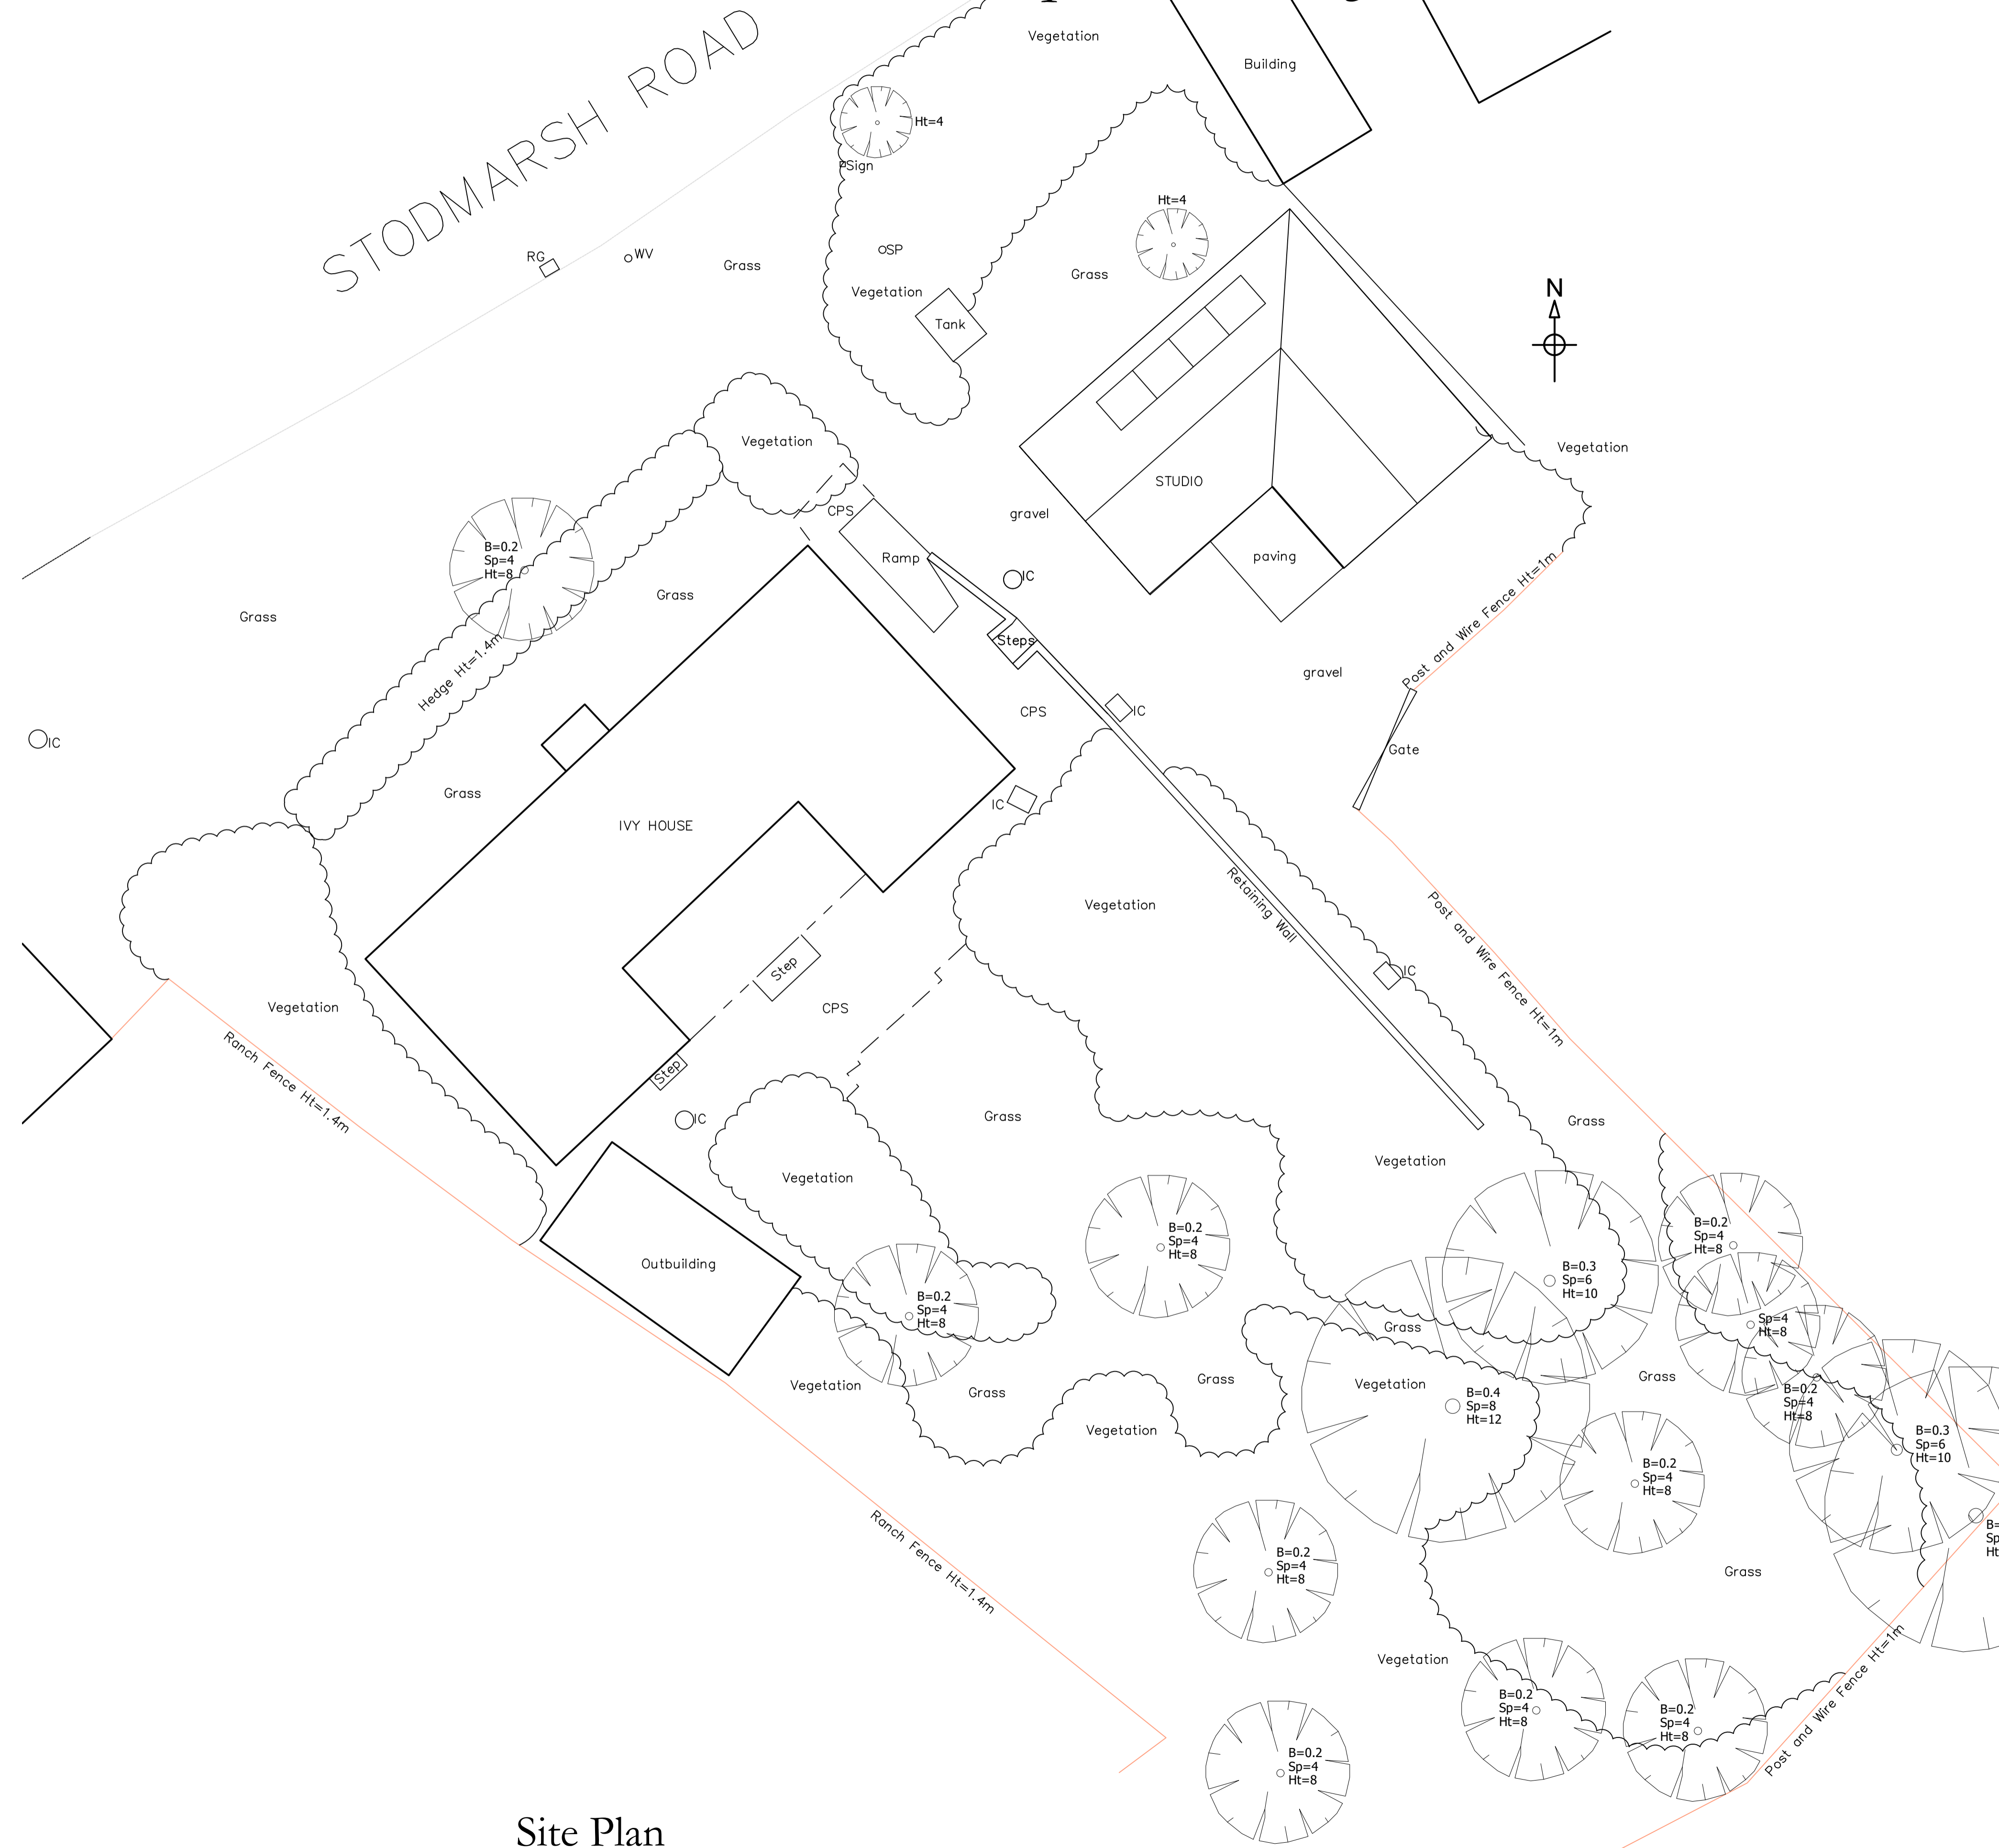 Vegetation
STODMARSH ROAD
Building
Ht=4
Sign
Ht=4
RG
WV
SP
Grass
Grass
Vegetation
N
Tank
Vegetation
Vegetation
STUDIO
CPS
gravel
B=0.2
Sp=4
Ht=8
Ramp
paving
IC
Grass
Grass
Post and Wire Fence Ht=1m
Steps
Hedge Ht=1.4m
gravel
CPS
IC
IC
Gate
Grass
IC
IVY HOUSE
Vegetation
Retaining Wall
Post and Wire Fence Ht=1m
Step
IC
Vegetation
CPS
Ranch Fence Ht=1.4m
Step
IC
Grass
Grass
Vegetation
Vegetation
Outbuilding
B=0.2
Sp=4
Ht=8
B=0.2
Sp=4
Ht=8
B=0.3
Sp=6
Ht=10
B=0.2
Sp=4
Ht=8
Sp=4
Ht=8
Grass
Vegetation
Grass
Grass
Vegetation
Grass
B=0.4
Sp=8
Ht=12
B=0.2
Sp=4
Ht=8
Vegetation
B=0.3
Sp=6
Ht=10
B=0.2
Sp=4
Ht=8
Ranch Fence Ht=1.4m
B=0.2
Sp=4
Ht=8
B=
Sp
Ht
Grass
Vegetation
Post and Wire Fence Ht=1m
B=0.2
Sp=4
Ht=8
B=0.2
Sp=4
Ht=8
B=0.2
Sp=4
Ht=8
Site Plan